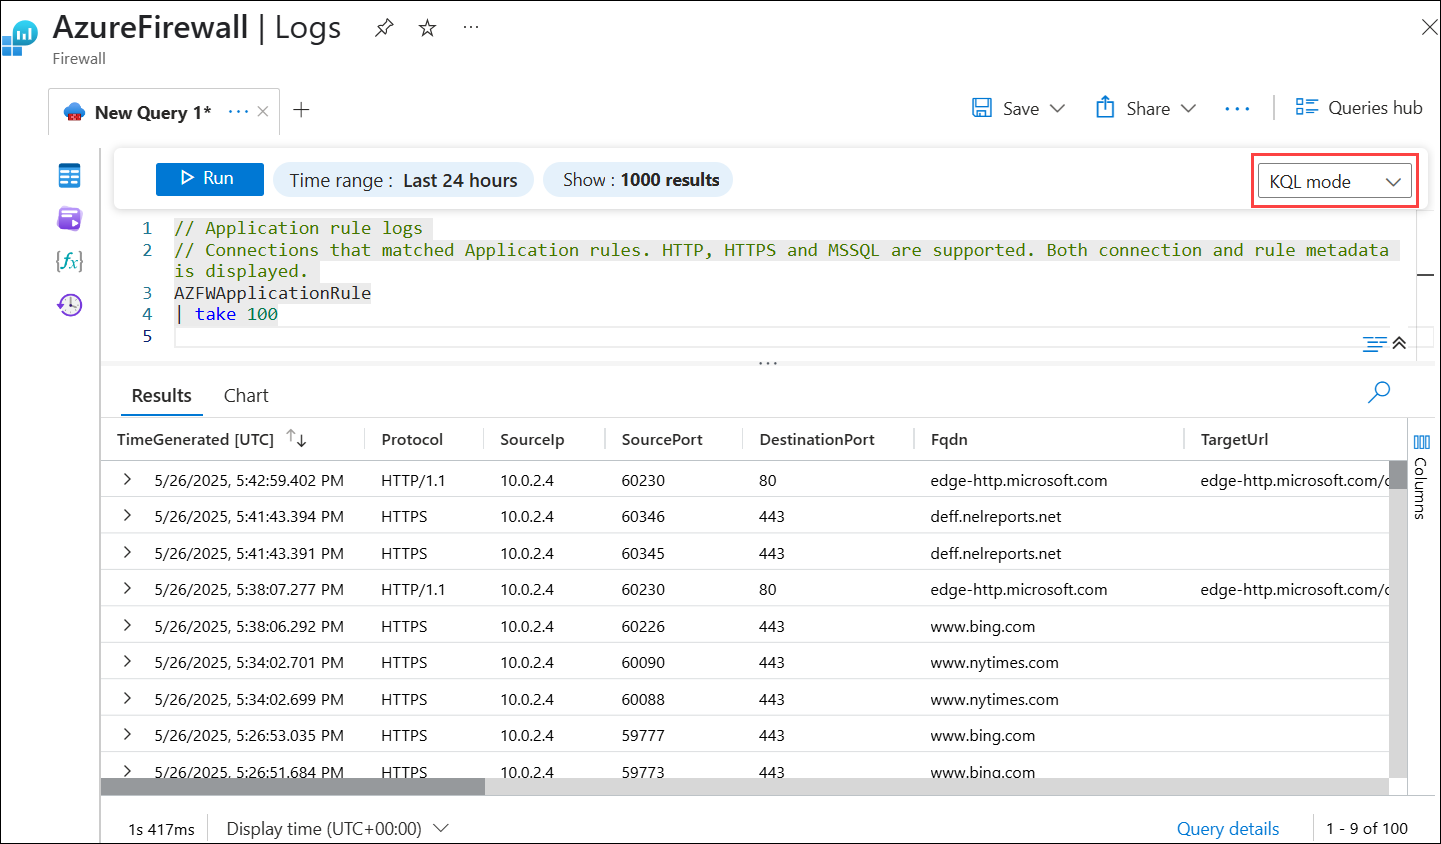 AzureFirewall | Logs
Firewall
New Query 1*
Save
Share
Queries hub
Run
Time range : Last 24 hours
Show : 1000 results
KQL mode
1 // Application rule logs
2 // Connections that matched Application rules. HTTP, HTTPS and MSSQL are supported. Both connection and rule metadata
is displayed.
3 AZFWApplicationRule
4 | take 100
5
Results Chart
TimeGenerated [UTC] Protocol SourceIp SourcePort DestinationPort Fqdn TargetUrl
5/26/2025, 5:42:59.402 PM HTTP/1.1 10.0.2.4 60230 80 edge-http.microsoft.com edge-http.microsoft.com/c
5/26/2025, 5:41:43.394 PM HTTPS 10.0.2.4 60346 443 deff.nelreports.net
5/26/2025, 5:41:43.391 PM HTTPS 10.0.2.4 60345 443 deff.nelreports.net
5/26/2025, 5:38:07.277 PM HTTP/1.1 10.0.2.4 60230 80 edge-http.microsoft.com edge-http.microsoft.com/c
5/26/2025, 5:38:06.292 PM HTTPS 10.0.2.4 60226 443 www.bing.com
5/26/2025, 5:34:02.701 PM HTTPS 10.0.2.4 60090 443 www.nytimes.com
5/26/2025, 5:34:02.699 PM HTTPS 10.0.2.4 60088 443 www.nytimes.com
5/26/2025, 5:26:53.035 PM HTTPS 10.0.2.4 59777 443 www.bing.com
5/26/2025, 5:26:51.684 PM HTTPS 10.0.2.4 59773 443 www.bing.com
Columns
1s 417ms
Display time (UTC+00:00)
Query details
1 - 9 of 100